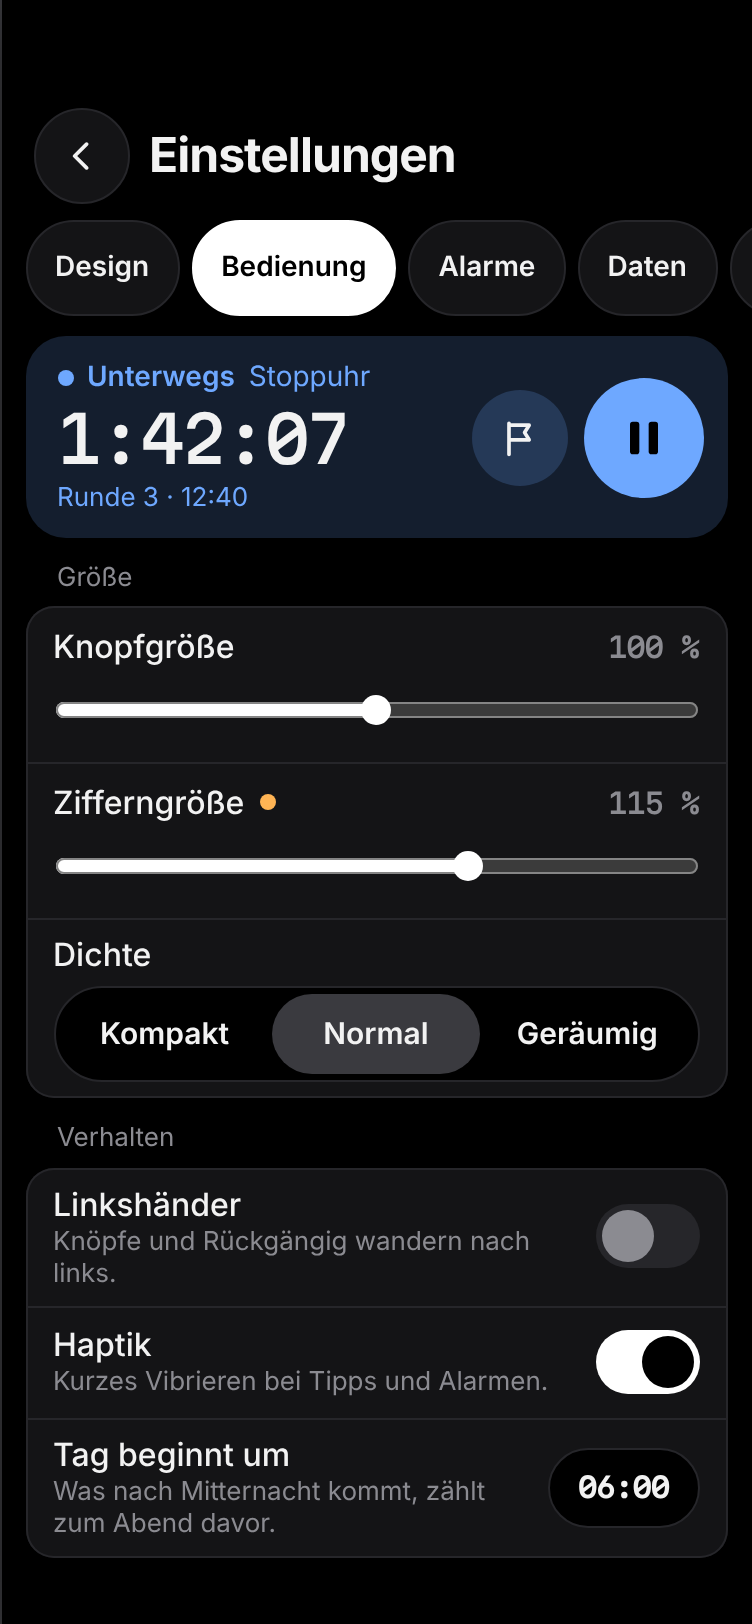 Einstellungen
Design Bedienung Alarme Daten
Unterwegs Stoppuhr
1:42:07
Runde 3 · 12:40
Größe
Knopfgröße 100 %
Zifferngröße 115 %
Dichte
Kompakt Normal Geräumig
Verhalten
Linkshänder
Knöpfe und Rückgängig wandern nach
links.
Haptik
Kurzes Vibrieren bei Tipps und Alarmen.
Tag beginnt um
Was nach Mitternacht kommt, zählt
zum Abend davor.
06:00